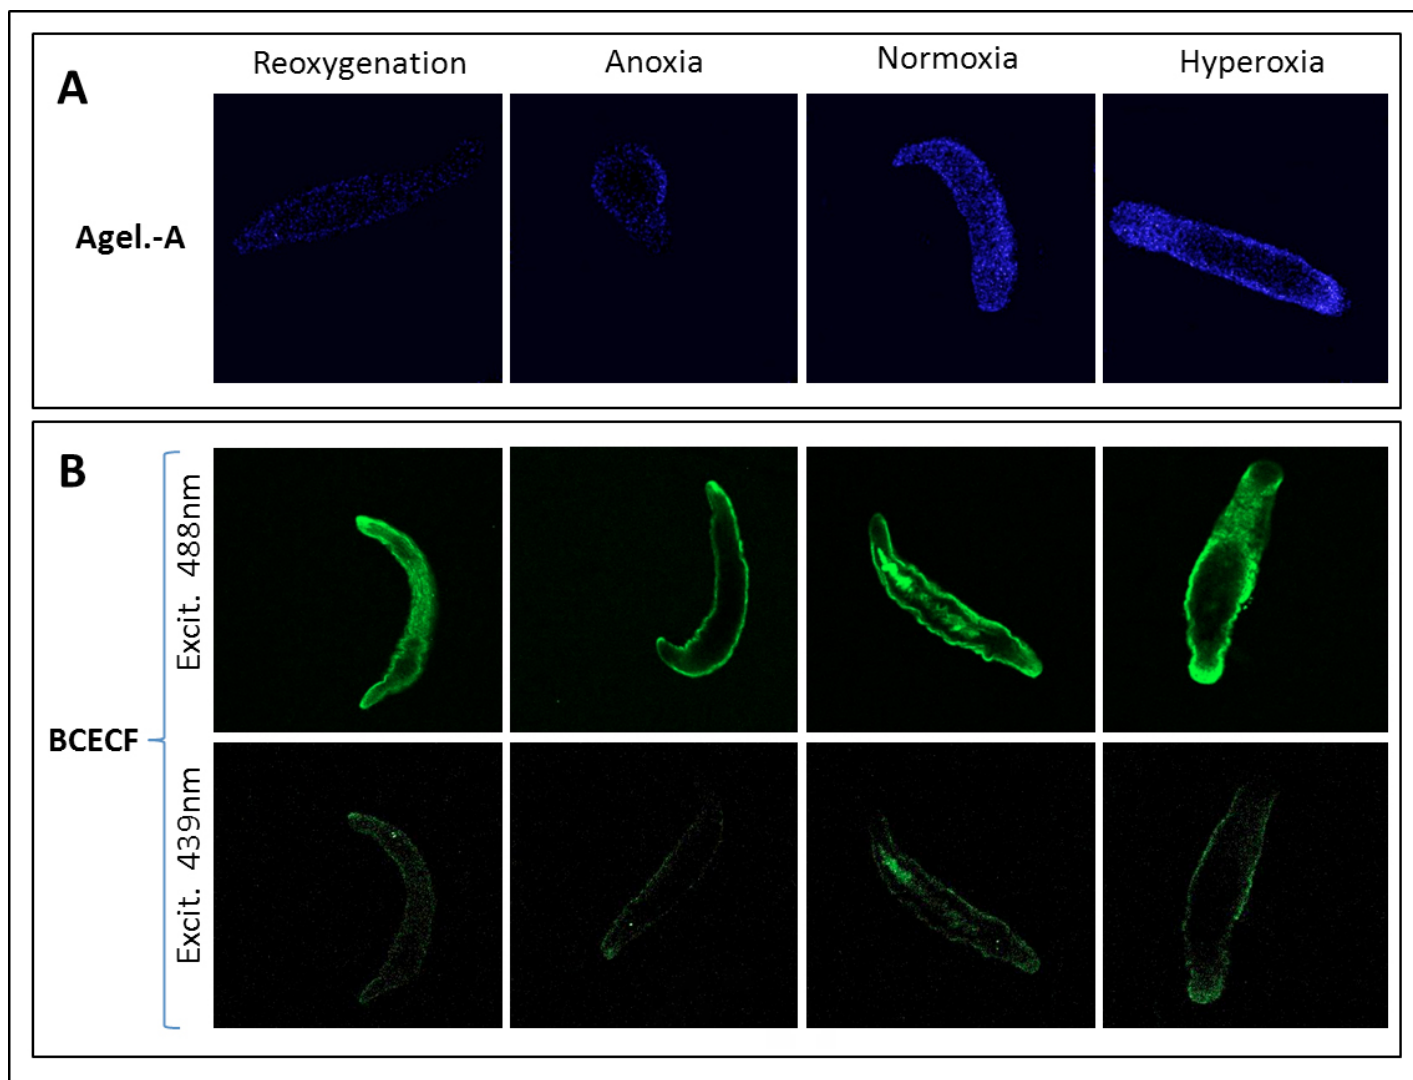 A
Reoxygenation
Anoxia
Normoxia
Hyperoxia
Agel.-A
B
Excit. 488nm
BCECF
Excit. 439nm